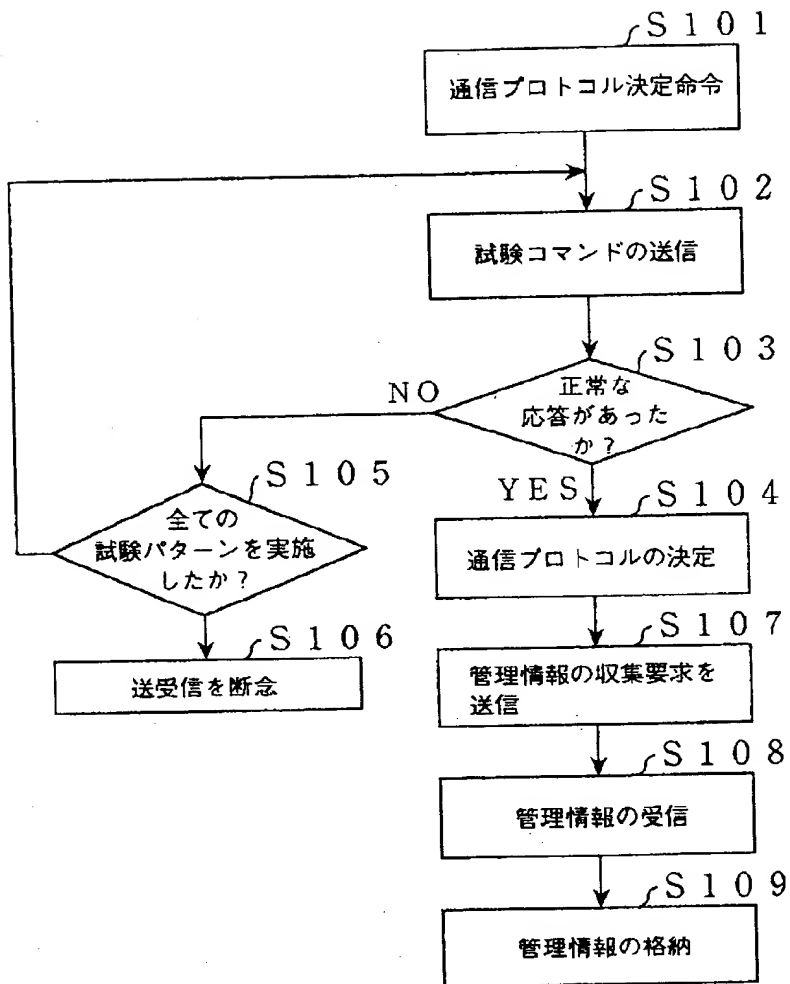 S101
通信プロトコル決定命令
S102
試験コマンドの送信
S103
正常な
応答があった
か？
NO
YES
S105
全ての
試験パターンを実施
したか？
S104
通信プロトコルの決定
S106
送受信を断念
S107
管理情報の収集要求を
送信
S108
管理情報の受信
S109
管理情報の格納